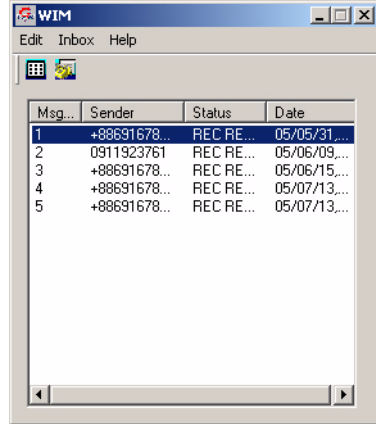 WIM
Edit Inbox Help
Msg... Sender Status Date
1 +88691678... REC RE... 05/05/31,...
2 0911923761 REC RE... 05/06/09,...
3 +88691678... REC RE... 05/06/15,...
4 +88691678... REC RE... 05/07/13,...
5 +88691678... REC RE... 05/07/13,...